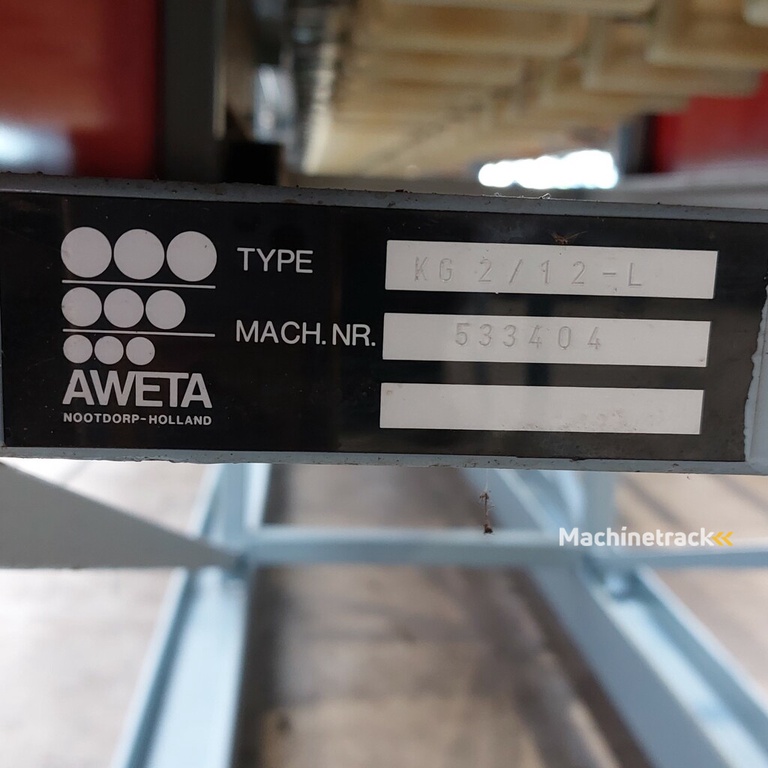 TYPE KG 2/12-L
MACH.NR. 533404
AWETA
NOOTDORP-HOLLAND
Machinetrack